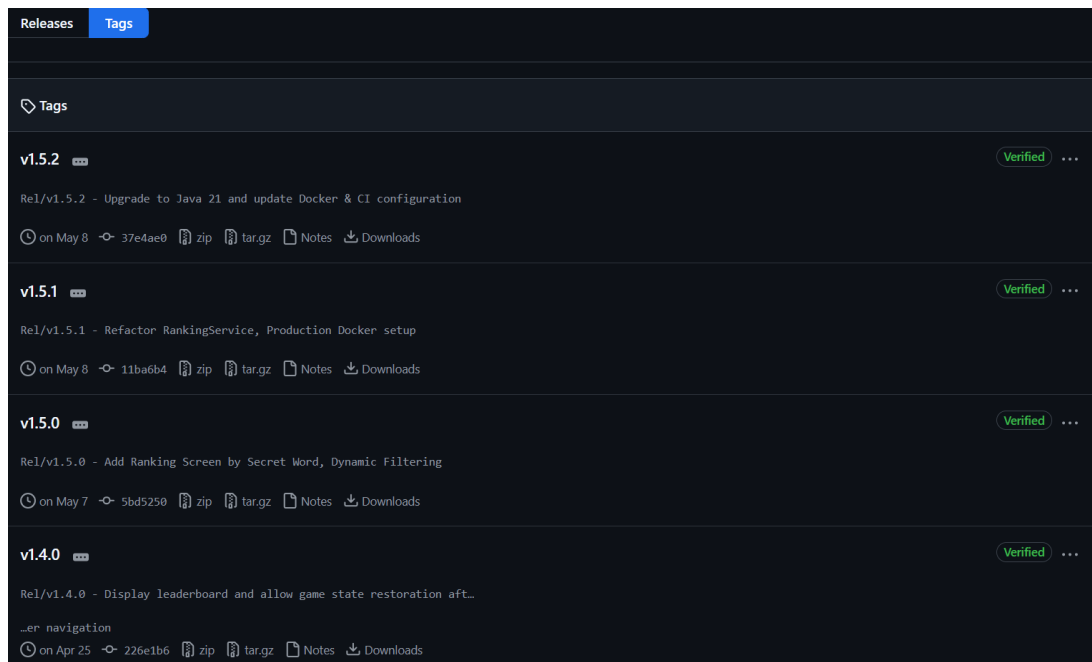 Releases Tags
Tags
v1.5.2 Verified
Rel/v1.5.2 - Upgrade to Java 21 and update Docker & CI configuration
on May 8 37e4ae0 zip tar.gz Notes Downloads
v1.5.1 Verified
Rel/v1.5.1 - Refactor RankingService, Production Docker setup
on May 8 11ba6b4 zip tar.gz Notes Downloads
v1.5.0 Verified
Rel/v1.5.0 - Add Ranking Screen by Secret Word, Dynamic Filtering
on May 7 5bd5250 zip tar.gz Notes Downloads
v1.4.0 Verified
Rel/v1.4.0 - Display leaderboard and allow game state restoration aft…
…er navigation
on Apr 25 226e1b6 zip tar.gz Notes Downloads